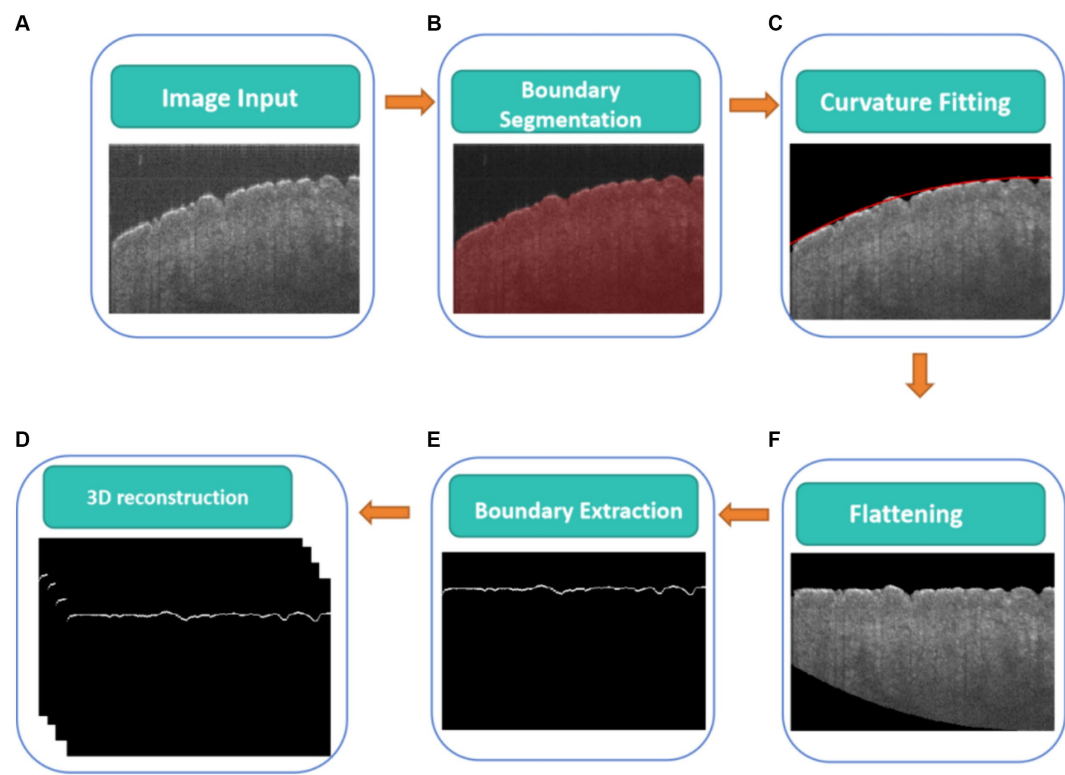 A
B
C
Image Input
Boundary
Segmentation
Curvature Fitting
D
E
F
3D reconstruction
Boundary Extraction
Flattening